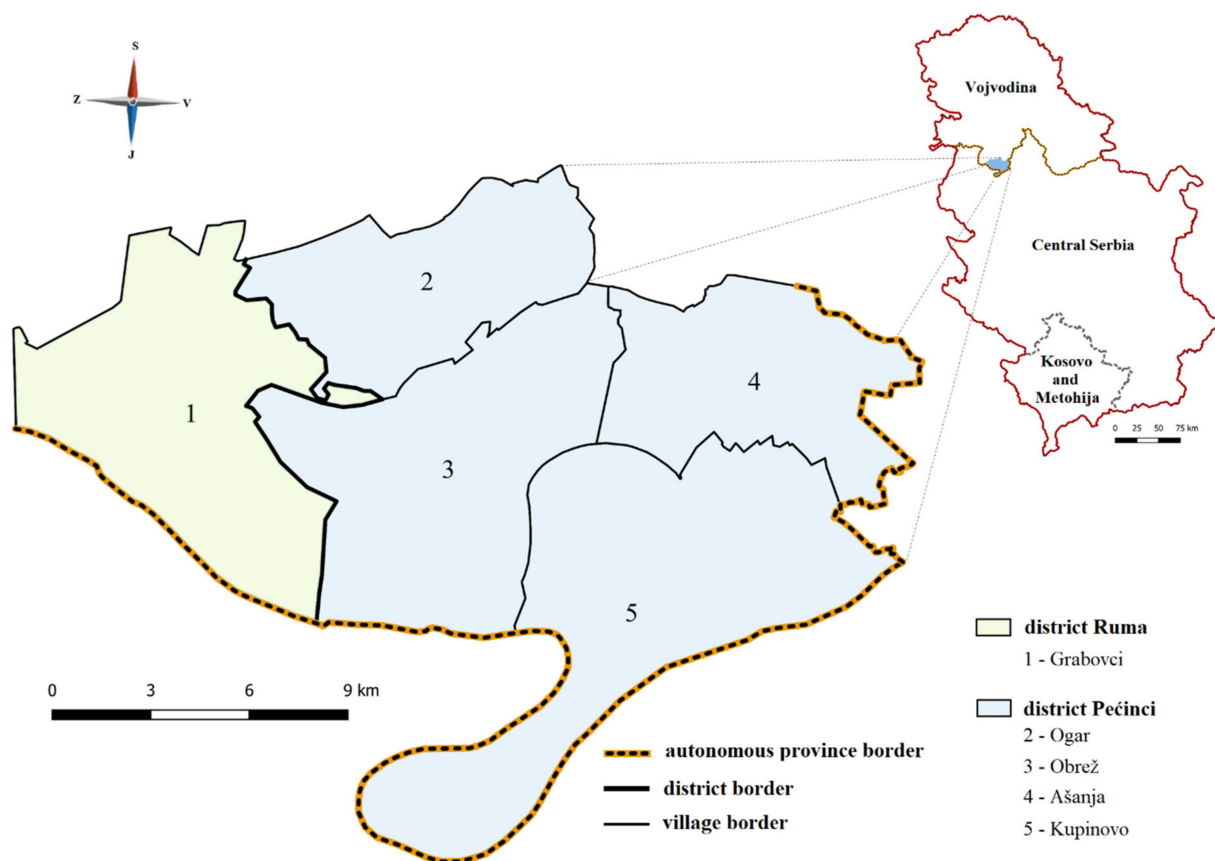 S
Z
V
J
Vojvodina
Central Serbia
Kosovo
and
Metohija
0 25 50 75 km
1
2
3
4
5
0 3 6 9 km
autonomous province border
district border
village border
district Ruma
1 - Grabovci
district Pećinci
2 - Ogar
3 - Obrež
4 - Ašanja
5 - Kupinovo